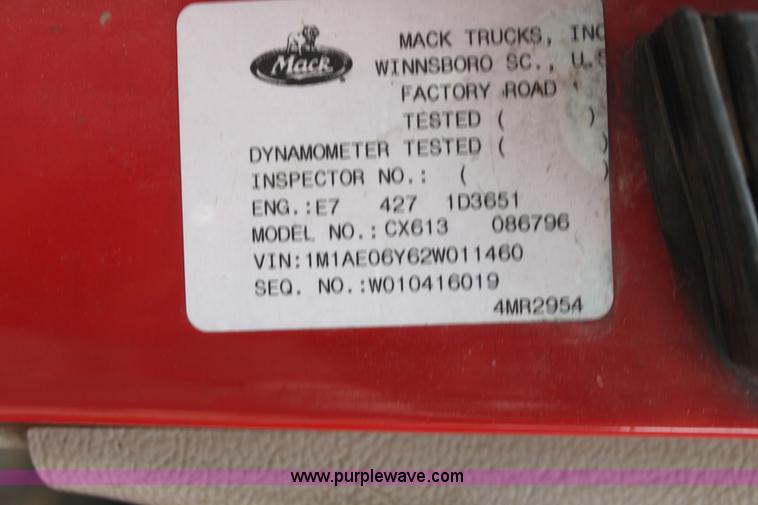 Mack
MACK TRUCKS, INC
WINNSBORO SC., U.S
FACTORY ROAD
TESTED ( )
DYNAMOMETER TESTED ( )
INSPECTOR NO.: ( )
ENG.:E7 427 1D3651
MODEL NO.: CX613 086796
VIN:1M1AE06Y62W011460
SEQ. NO.:W010416019
4MR2954
www.purplewave.com